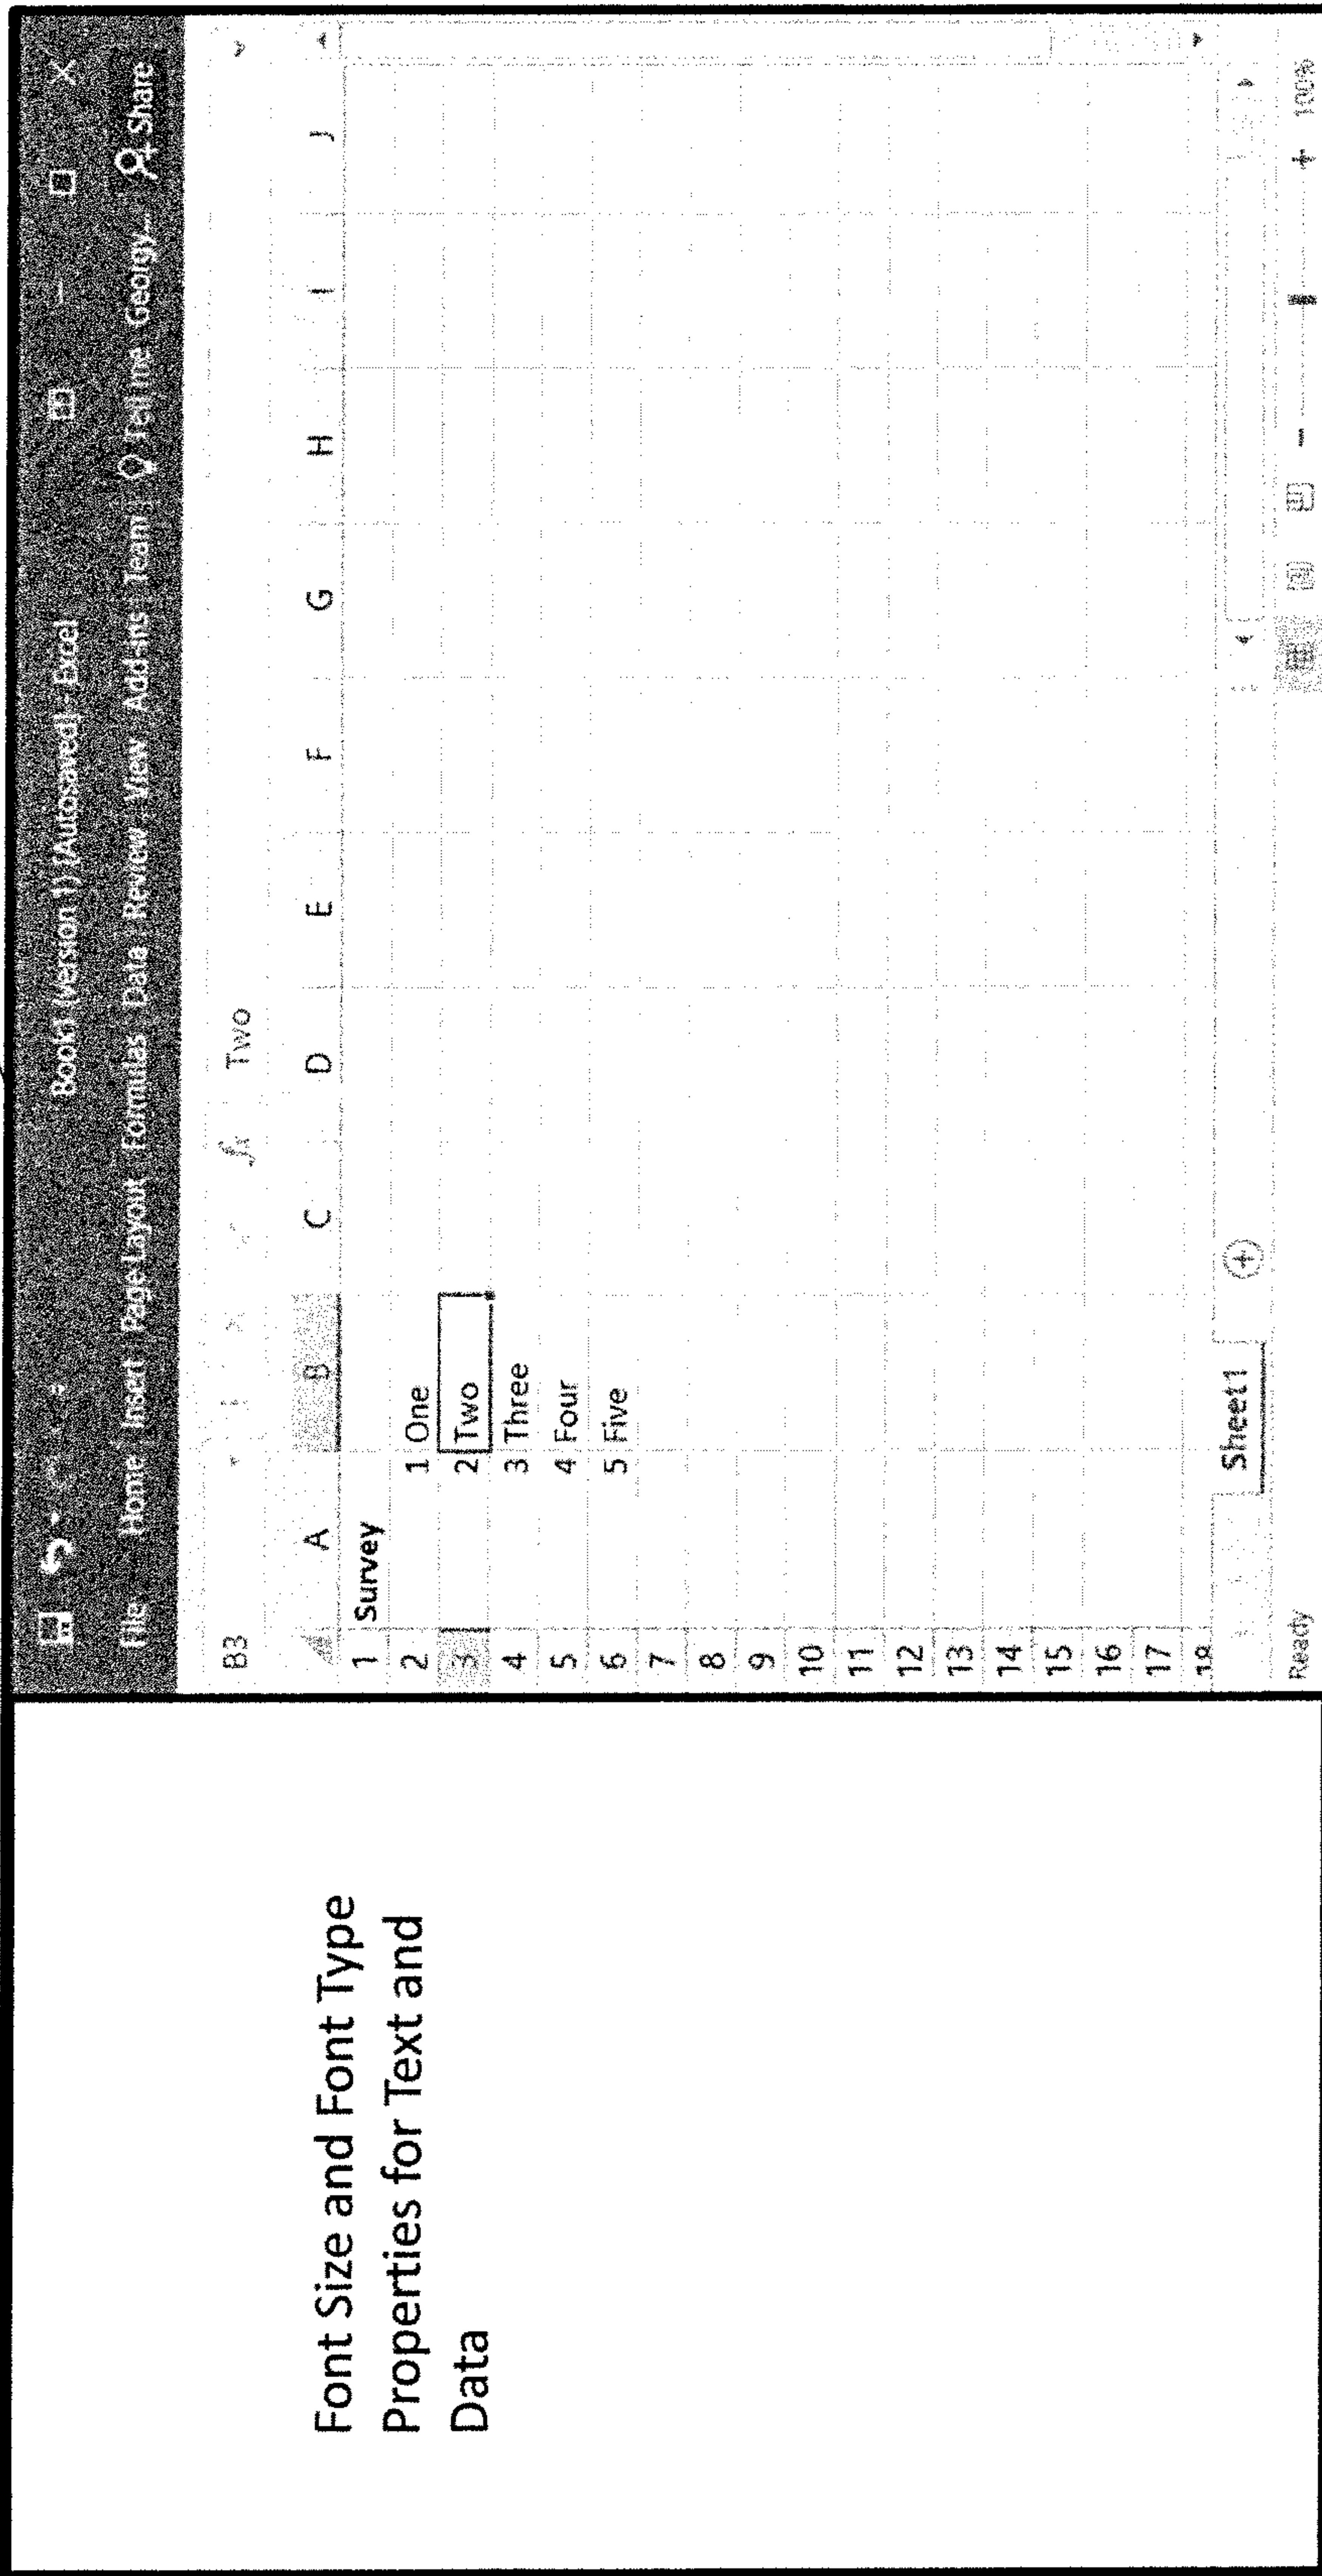 Font Size and Font Type
Properties for Text and
Data
Book1 (version 1) [Autosaved] - Excel
File Home Insert Page Layout Formulas Data Review View Add-ins Team Tell me Georgy... Share
B3 fx Two
A B C D E F G H I J
1 Survey
2 1 One
3 2 Two
4 3 Three
5 4 Four
6 5 Five
7
8
9
10
11
12
13
14
15
16
17
18
Sheet1
Ready 100%